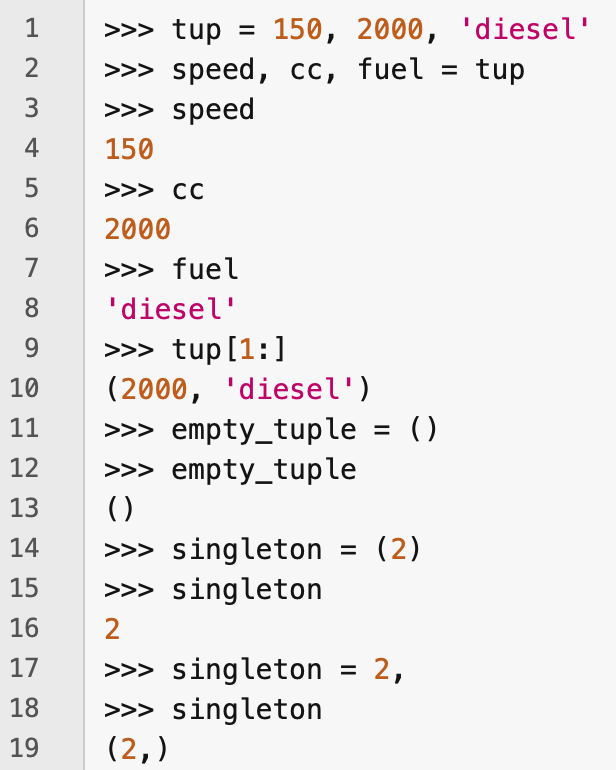 1 >>> tup = 150, 2000, 'diesel'
2 >>> speed, cc, fuel = tup
3 >>> speed
4 150
5 >>> cc
6 2000
7 >>> fuel
8 'diesel'
9 >>> tup[1:]
10 (2000, 'diesel')
11 >>> empty_tuple = ()
12 >>> empty_tuple
13 ()
14 >>> singleton = (2)
15 >>> singleton
16 2
17 >>> singleton = 2,
18 >>> singleton
19 (2,)